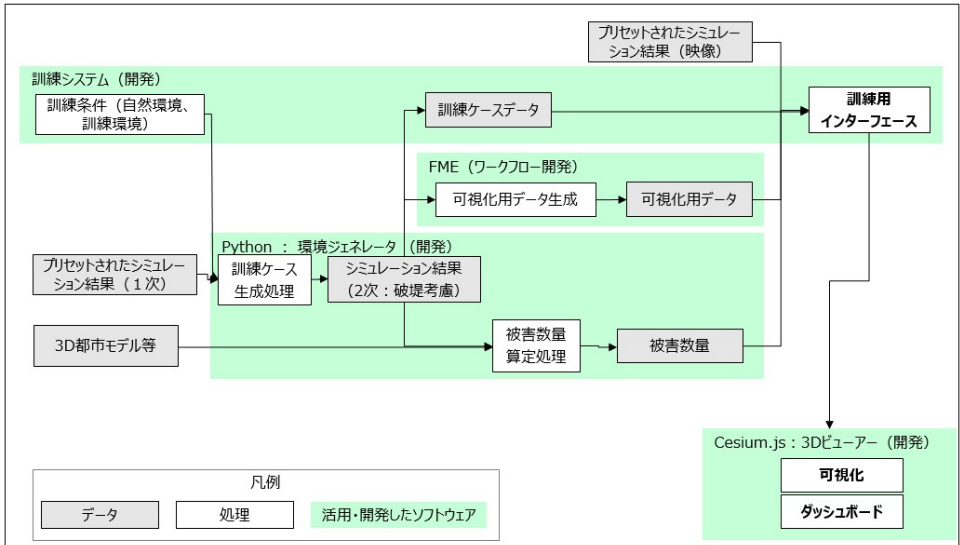 プリセットされたシミュレー
ション結果（映像）
訓練システム（開発）
訓練条件（自然環境、
訓練環境）
訓練ケースデータ
訓練用
インターフェース
FME（ワークフロー開発）
可視化用データ生成
可視化用データ
Python ： 環境ジェネレータ （開発）
プリセットされたシミュレー
ション結果（１次）
訓練ケース
生成処理
シミュレーション結果
（2次：破堤考慮）
3D都市モデル等
被害数量
算定処理
被害数量
Cesium.js：3Dビューアー（開発）
可視化
ダッシュボード
凡例
データ
処理
活用・開発したソフトウェア